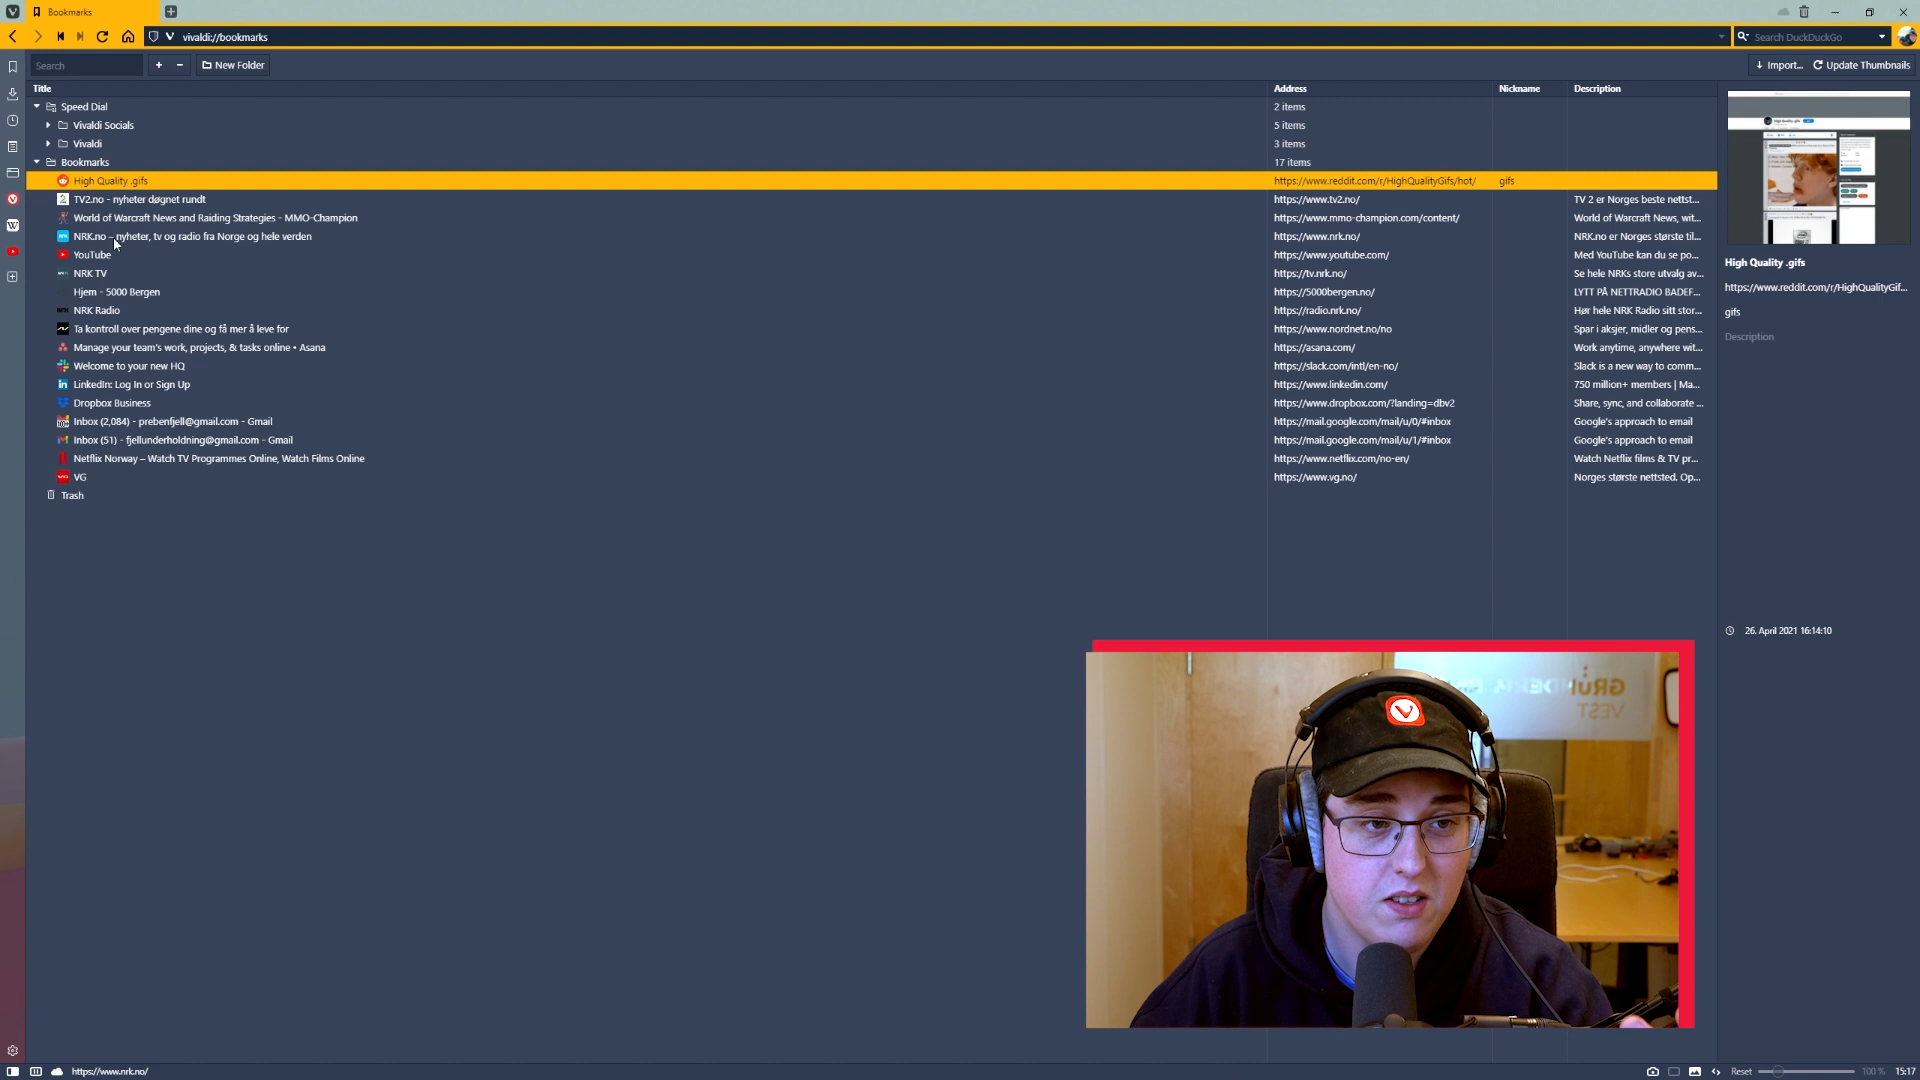 Bookmarks
vivaldi://bookmarks
Search DuckDuckGo
Search
+ − New Folder
Import... Update Thumbnails
Title Address Nickname Description
Speed Dial 2 items
Vivaldi Socials 5 items
Vivaldi 3 items
Bookmarks 17 items
High Quality .gifs https://www.reddit.com/r/HighQualityGifs/hot/ gifs
TV2.no - nyheter døgnet rundt https://www.tv2.no/ TV 2 er Norges beste nettst...
World of Warcraft News and Raiding Strategies - MMO-Champion https://www.mmo-champion.com/content/ World of Warcraft News, wit...
NRK.no – nyheter, tv og radio fra Norge og hele verden https://www.nrk.no/ NRK.no er Norges største til...
YouTube https://www.youtube.com/ Med YouTube kan du se po...
NRK TV https://tv.nrk.no/ Se hele NRKs store utvalg av...
Hjem - 5000 Bergen https://5000bergen.no/ LYTT PÅ NETTRADIO BADEF...
NRK Radio https://radio.nrk.no/ Hør hele NRK Radio sitt stor...
Ta kontroll over pengene dine og få mer å leve for https://www.nordnet.no/no Spar i aksjer, midler og pens...
Manage your team's work, projects, & tasks online • Asana https://asana.com/ Work anytime, anywhere wit...
Welcome to your new HQ https://slack.com/intl/en-no/ Slack is a new way to comm...
LinkedIn: Log In or Sign Up https://www.linkedin.com/ 750 million+ members | Ma...
Dropbox Business https://www.dropbox.com/?landing=dbv2 Share, sync, and collaborate ...
Inbox (2,084) - prebenfjell@gmail.com - Gmail https://mail.google.com/mail/u/0/#inbox Google's approach to email
Inbox (51) - fjellunderholdning@gmail.com - Gmail https://mail.google.com/mail/u/1/#inbox Google's approach to email
Netflix Norway – Watch TV Programmes Online, Watch Films Online https://www.netflix.com/no-en/ Watch Netflix films & TV pr...
VG https://www.vg.no/ Norges største nettsted. Op...
Trash
High Quality .gifs
https://www.reddit.com/r/HighQualityGif...
gifs
Description
26. April 2021 16:14:10
https://www.nrk.no/
Reset 100 % 15:17